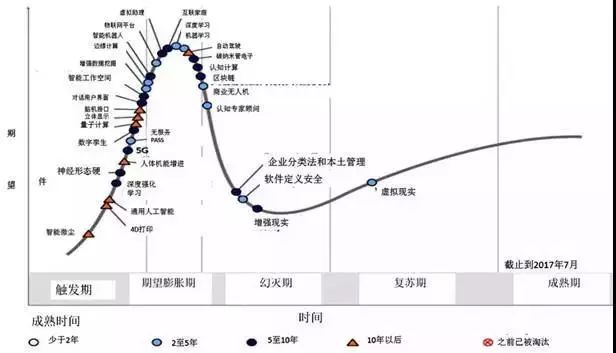 虚拟助理
互联家庭
物联网平台
深度学习
智能机器人
机器学习
边缘计算
自动驾驶
增强数据挖掘
碳纳米管电子
认知计算
智能工作空间
区块链
商业无人机
对话用户界面
认知专家顾问
脑机接口
立体显示
量子计算
无服务
PASS
数字孪生
5G
期
望
件
人体机能增进
神经形态硬
深度强化
学习
企业分类法和本土管理
软件定义安全
虚拟现实
通用人工智能
增强现实
4D打印
智能微尘
截止到2017年7月
触发期
期望膨胀期
幻灭期
复苏期
成熟期
时间
成熟时间
少于2年
2至5年
5至10年
10年以后
之前已被淘汰